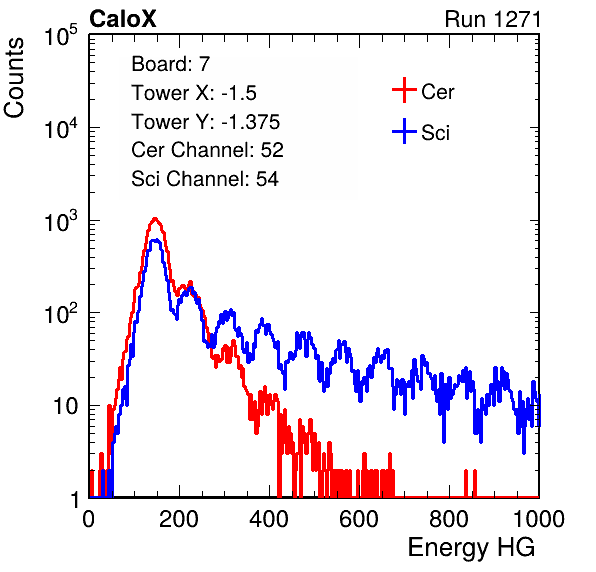 CaloX Run 1271
Counts
Board: 7
Tower X: -1.5
Tower Y: -1.375
Cer Channel: 52
Sci Channel: 54
Cer
Sci
10^5
10^4
10^3
10^2
10
1
0 200 400 600 800 1000
Energy HG